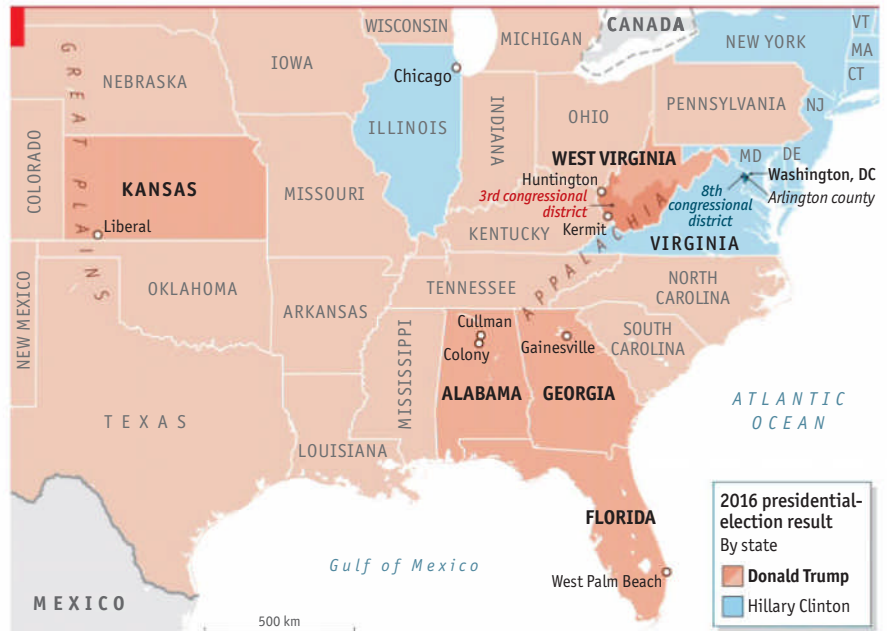 CANADA
WISCONSIN
MICHIGAN
VT
MA
CT
NEW YORK
IOWA
Chicago
NEBRASKA
GREAT PLAINS
ILLINOIS
INDIANA
OHIO
PENNSYLVANIA
NJ
COLORADO
KANSAS
Liberal
MISSOURI
WEST VIRGINIA
Huntington
3rd congressional
district
Kermit
KENTUCKY
MD
DE
Washington, DC
Arlington county
8th
congressional
district
VIRGINIA
APPALACHIA
NEW MEXICO
OKLAHOMA
ARKANSAS
TENNESSEE
NORTH
CAROLINA
SOUTH
CAROLINA
Cullman
Colony
Gainesville
MISSISSIPPI
ALABAMA
GEORGIA
TEXAS
LOUISIANA
ATLANTIC
OCEAN
FLORIDA
West Palm Beach
Gulf of Mexico
MEXICO
500 km
2016 presidential-
election result
By state
Donald Trump
Hillary Clinton